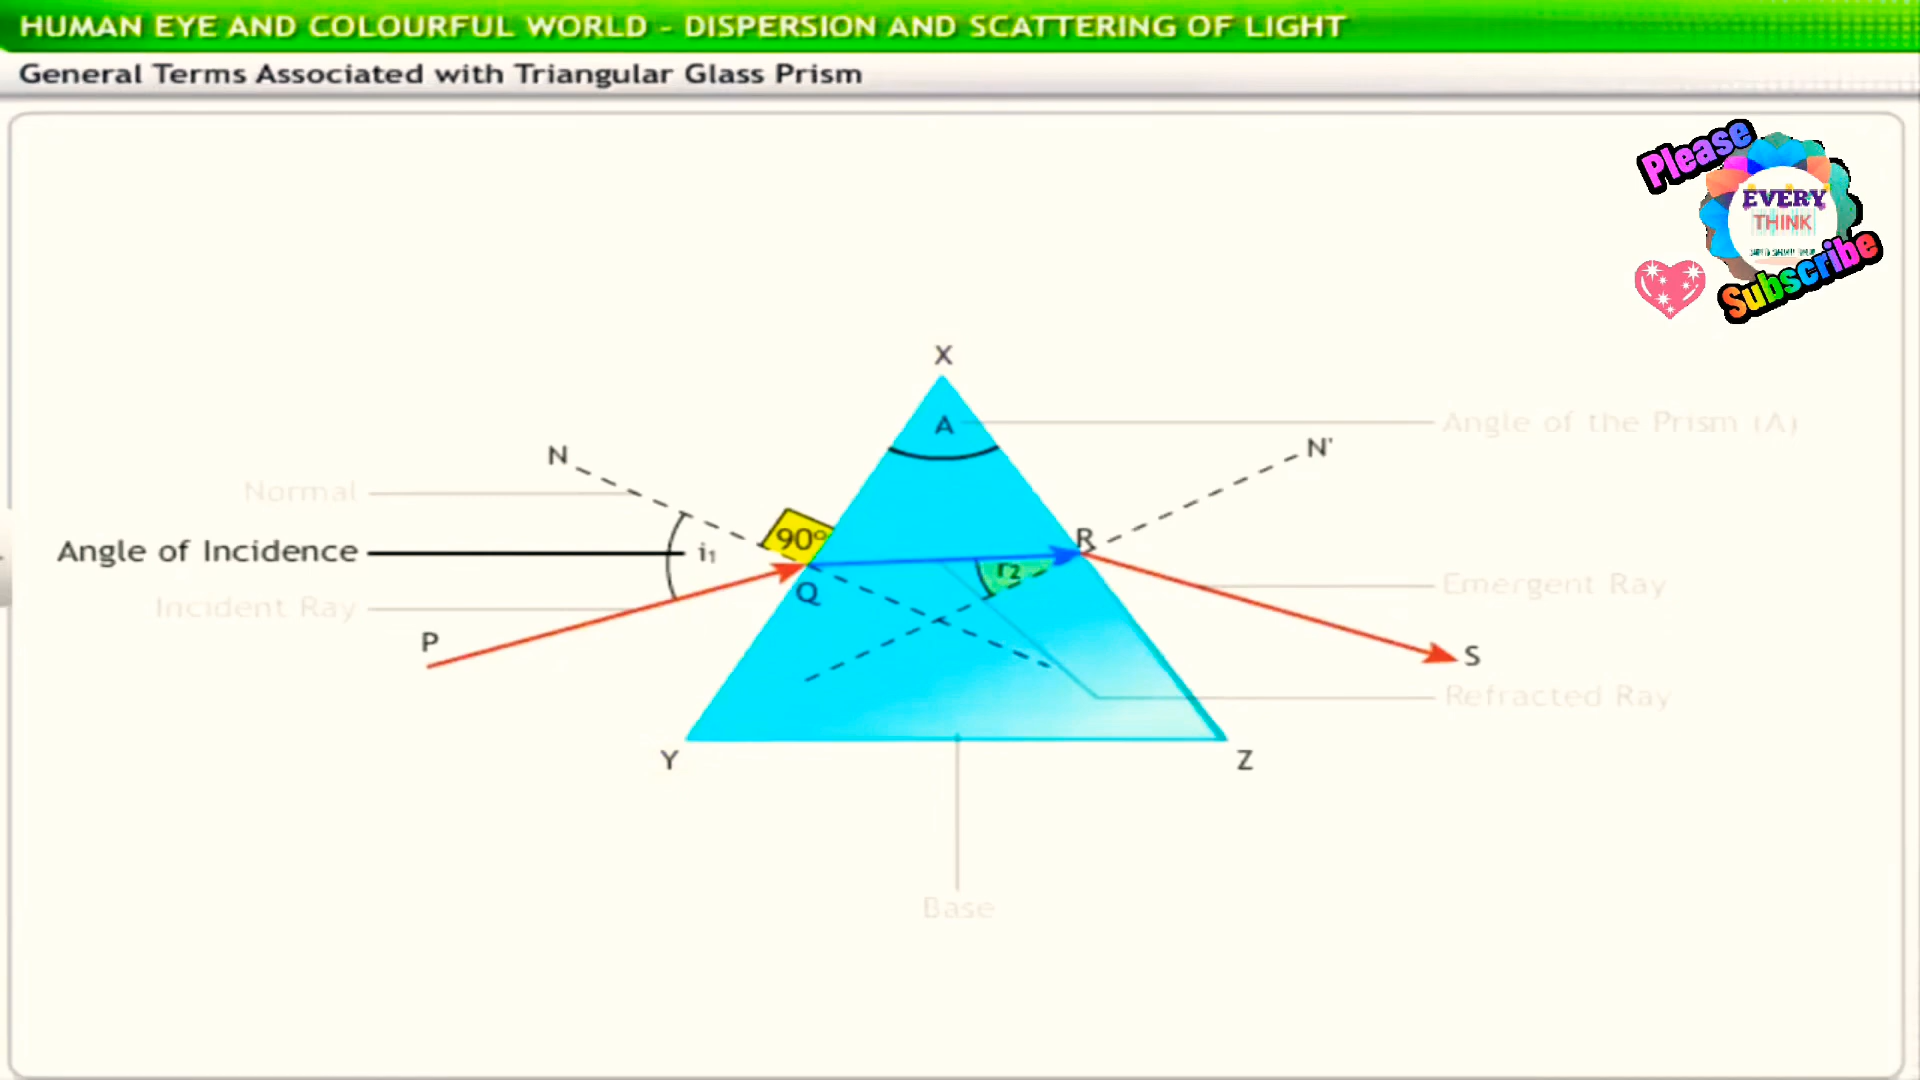 HUMAN EYE AND COLOURFUL WORLD - DISPERSION AND SCATTERING OF LIGHT
General Terms Associated with Triangular Glass Prism
Please
EVERY
THINK
Subscribe
X
A
Angle of the Prism (A)
N
N'
Normal
90°
R
Angle of Incidence
i₁
r₂
Q
Emergent Ray
Incident Ray
P
S
Refracted Ray
Y
Z
Base